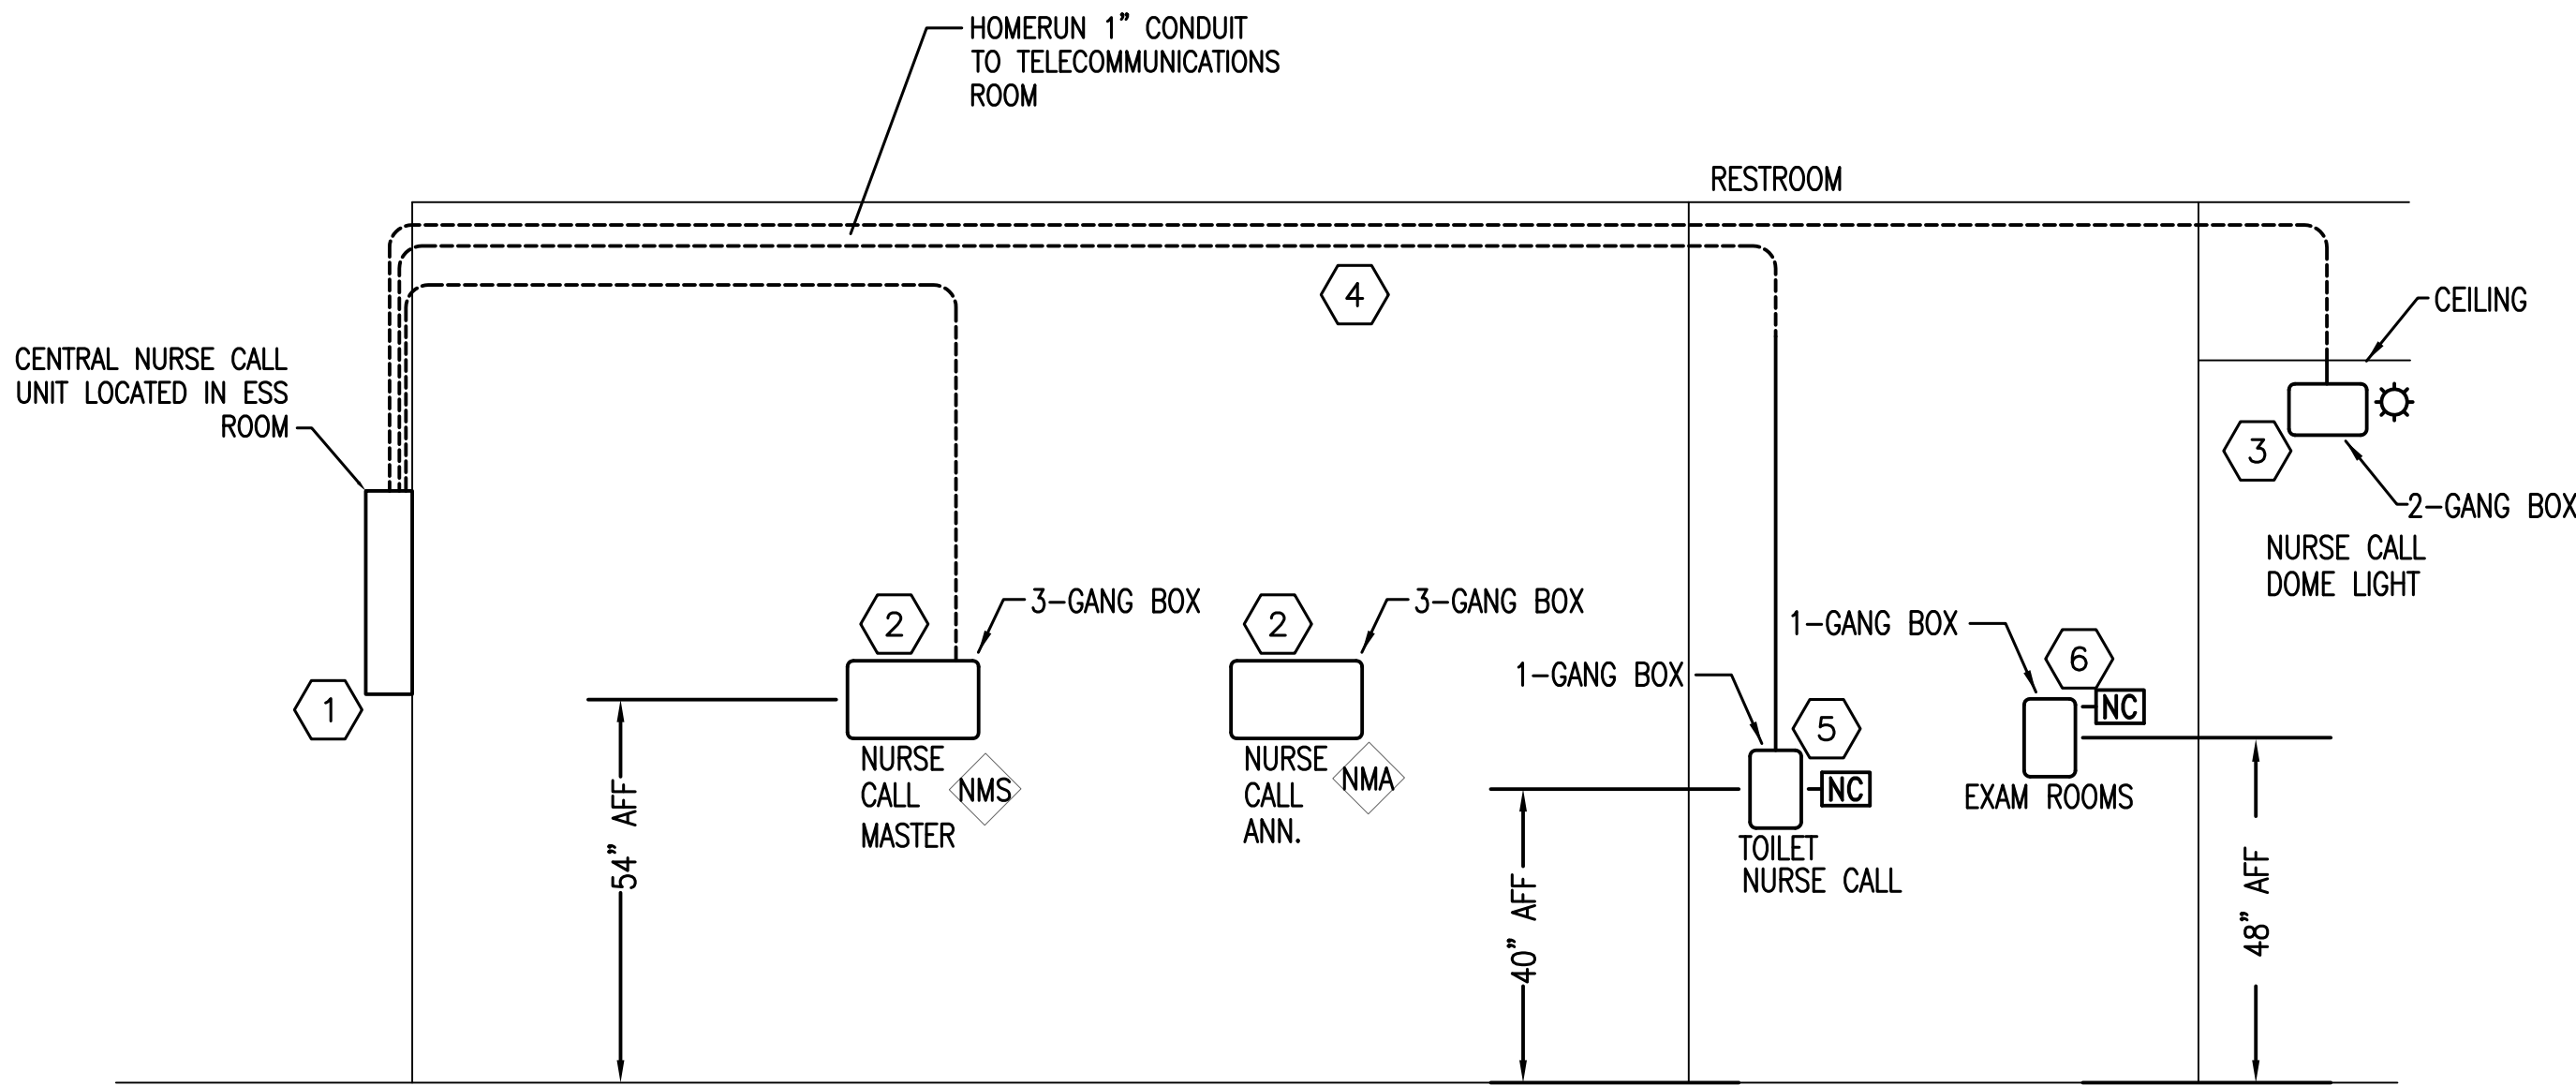 HOMERUN 1" CONDUIT
TO TELECOMMUNICATIONS
ROOM
RESTROOM
4
CEILING
CENTRAL NURSE CALL
UNIT LOCATED IN ESS
ROOM
3
2-GANG BOX
NURSE CALL
DOME LIGHT
2
3-GANG BOX
2
3-GANG BOX
1-GANG BOX
6
NC
1-GANG BOX
5
NC
1
NURSE
CALL
MASTER
NMS
NURSE
CALL
ANN.
NMA
EXAM ROOMS
TOILET
NURSE CALL
54" AFF
40" AFF
48" AFF